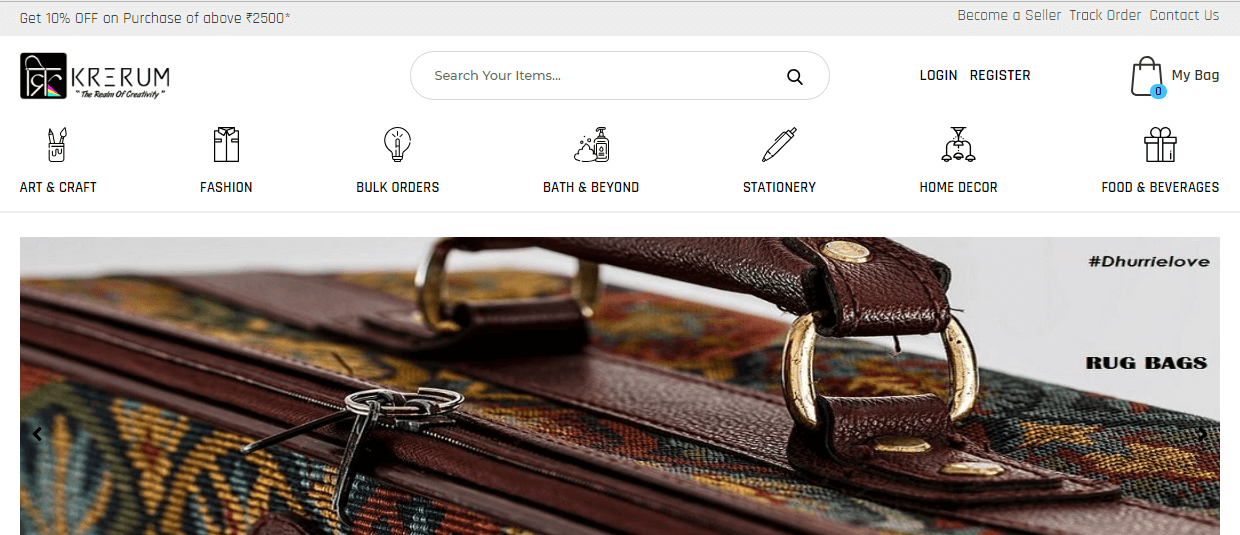 Get 10% OFF on Purchase of above ₹2500*
Become a Seller Track Order Contact Us
KRERUM
"The Realm Of Creativity"
Search Your Items...
LOGIN REGISTER
0
My Bag
ART & CRAFT
FASHION
BULK ORDERS
BATH & BEYOND
STATIONERY
HOME DECOR
FOOD & BEVERAGES
#Dhurrielove
RUG BAGS